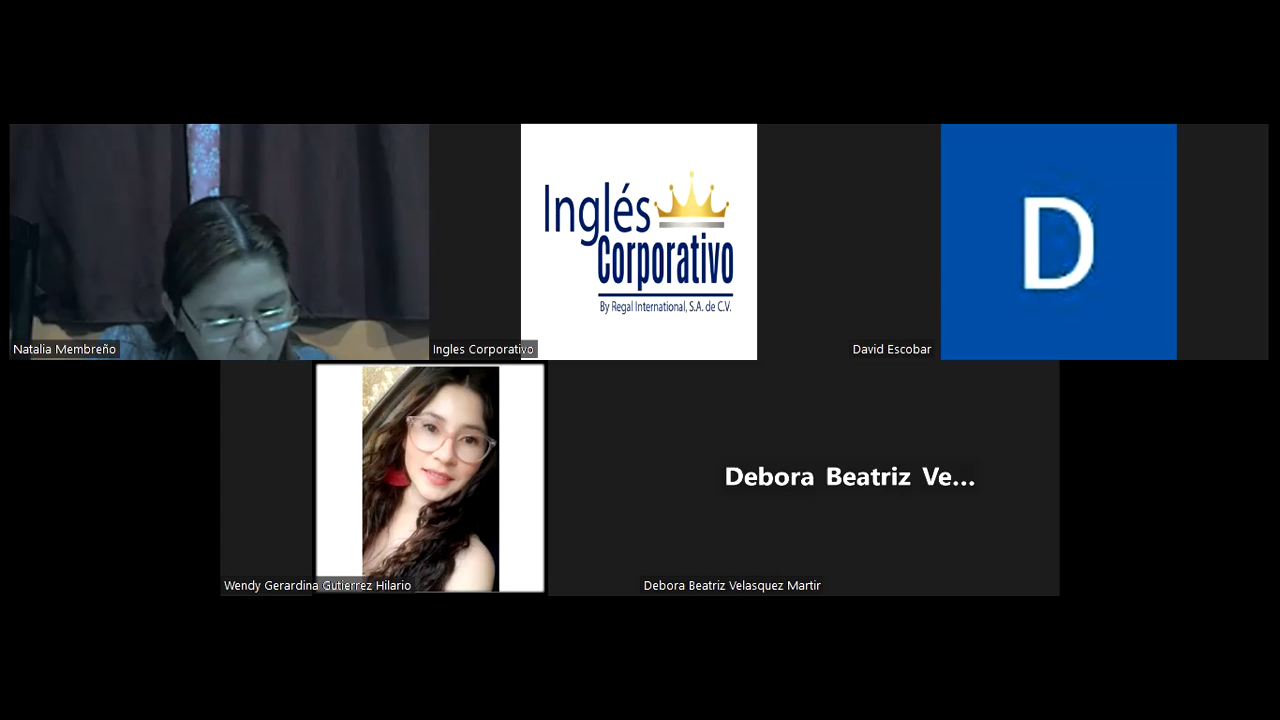 Inglés
Corporativo
By Regal International, S.A. de C.V.
D
Natalia Membreño
Ingles Corporativo
David Escobar
Debora Beatriz Ve...
Wendy Gerardina Gutierrez Hilario
Debora Beatriz Velasquez Martir